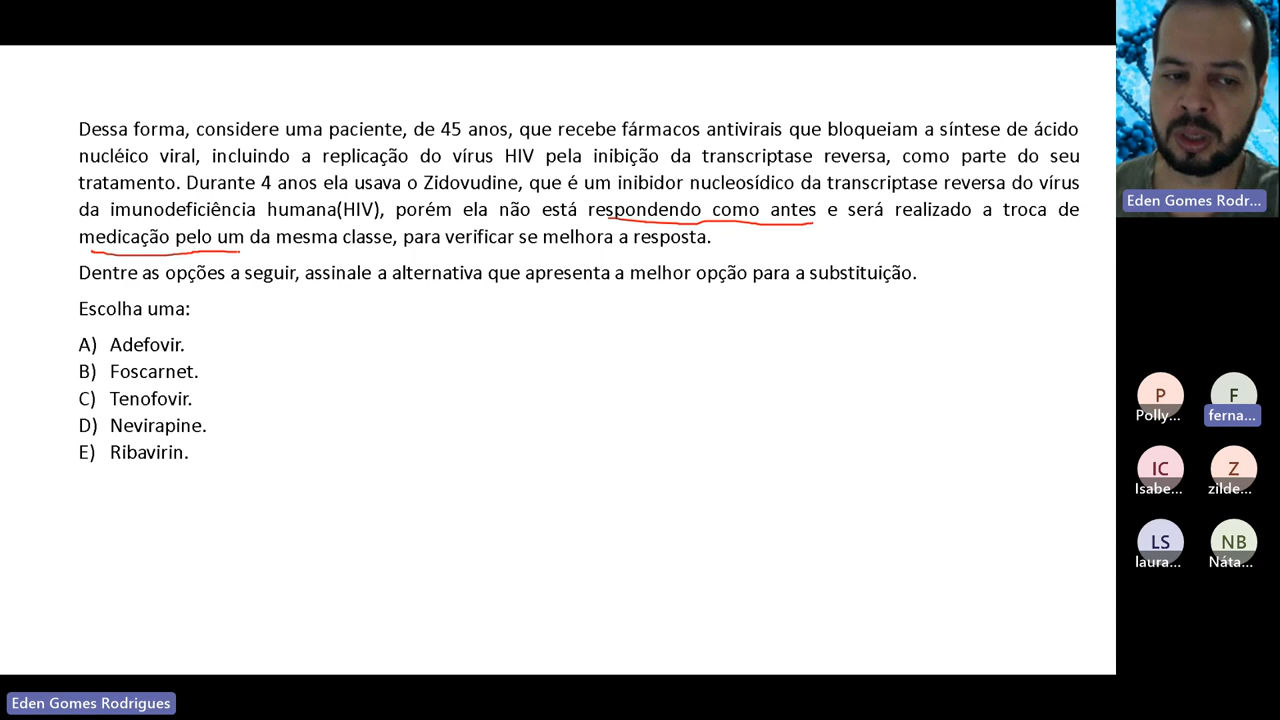 Dessa forma, considere uma paciente, de 45 anos, que recebe fármacos antivirais que bloqueiam a síntese de ácido
nucléico viral, incluindo a replicação do vírus HIV pela inibição da transcriptase reversa, como parte do seu
tratamento. Durante 4 anos ela usava o Zidovudine, que é um inibidor nucleosídico da transcriptase reversa do vírus
da imunodeficiência humana(HIV), porém ela não está respondendo como antes e será realizado a troca de
medicação pelo um da mesma classe, para verificar se melhora a resposta.
Dentre as opções a seguir, assinale a alternativa que apresenta a melhor opção para a substituição.
Escolha uma:
A) Adefovir.
B) Foscarnet.
C) Tenofovir.
D) Nevirapine.
E) Ribavirin.
Eden Gomes Rodr...
P
Polly...
F
ferna...
IC
Isabe...
Z
zilde...
LS
laura...
NB
Náta...
Eden Gomes Rodrigues